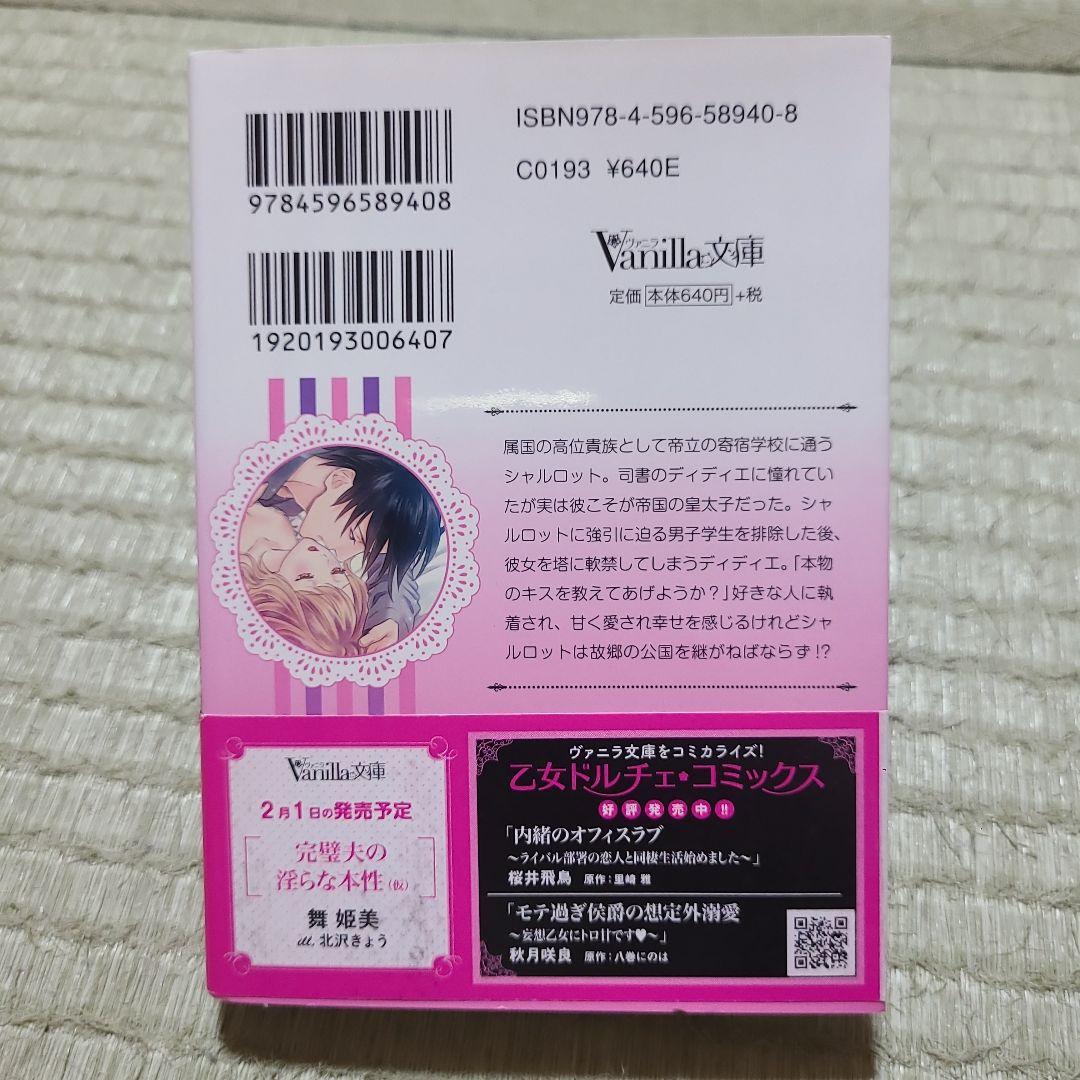 ISBN978-4-596-58940-8
C0193 ¥640E
9784596589408
ヴァニラ
Vanilla文庫
定価 本体640円 +税
1920193006407
属国の高位貴族として帝立の寄宿学校に通う
シャルロット。司書のディディエに憧れてい
たが実は彼こそが帝国の皇太子だった。シャ
ルロットに強引に迫る男子学生を排除した後、
彼女を塔に軟禁してしまうディディエ。「本物
のキスを教えてあげようか?」好きな人に執
着され、甘く愛され幸せを感じるけれどシャ
ルロットは故郷の公国を継がねばならず!?
ヴァニラ
Vanilla文庫
2月1日の発売予定
完璧夫の
淫らな本性(仮)
舞 姫美
ill. 北沢きょう
ヴァニラ文庫をコミカライズ!
乙女ドルチェ・コミックス
好評発売中!!
「内緒のオフィスラブ
～ライバル部署の恋人と同棲生活始めました～」
桜井飛鳥 原作:里崎 雅
「モテ過ぎ侯爵の想定外溺愛
～妄想乙女にトロ甘です♥～」
秋月咲良 原作:八巻にのは